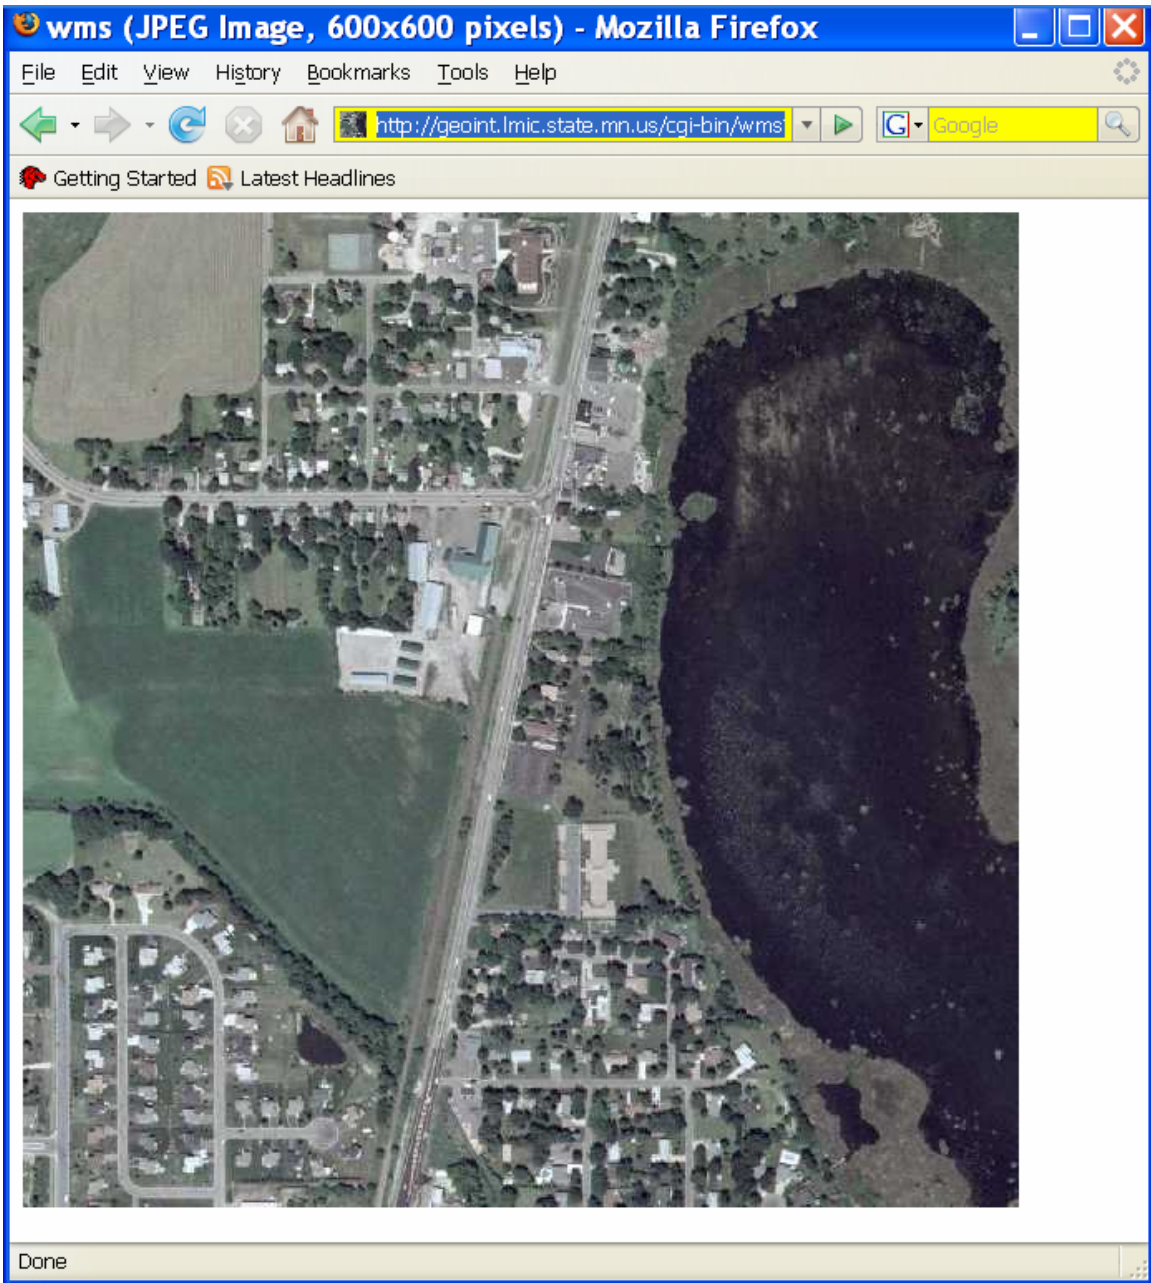 wms (JPEG Image, 600x600 pixels) - Mozilla Firefox
File Edit View History Bookmarks Tools Help
http://geoint.lmic.state.mn.us/cgi-bin/wms? G Google
Getting Started Latest Headlines
Done